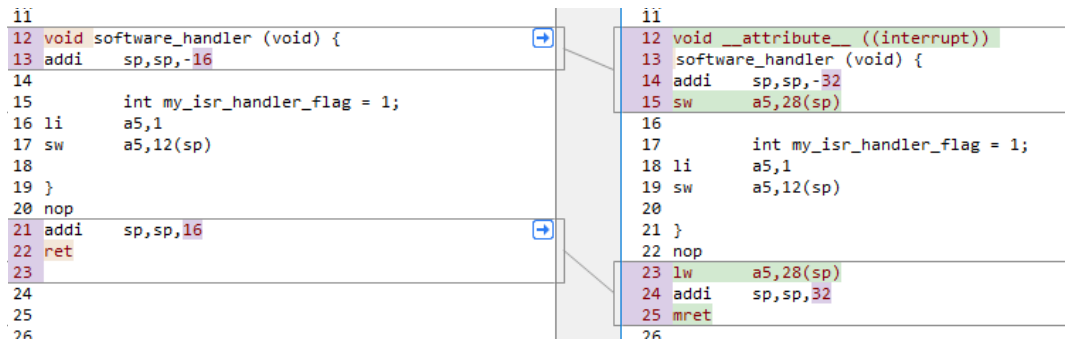 11
12 void software_handler (void) {
13 addi sp,sp,-16
14
15 int my_isr_handler_flag = 1;
16 li a5,1
17 sw a5,12(sp)
18
19 }
20 nop
21 addi sp,sp,16
22 ret
23
24
25
26
11
12 void __attribute__ ((interrupt))
13 software_handler (void) {
14 addi sp,sp,-32
15 sw a5,28(sp)
16
17 int my_isr_handler_flag = 1;
18 li a5,1
19 sw a5,12(sp)
20
21 }
22 nop
23 lw a5,28(sp)
24 addi sp,sp,32
25 mret
26